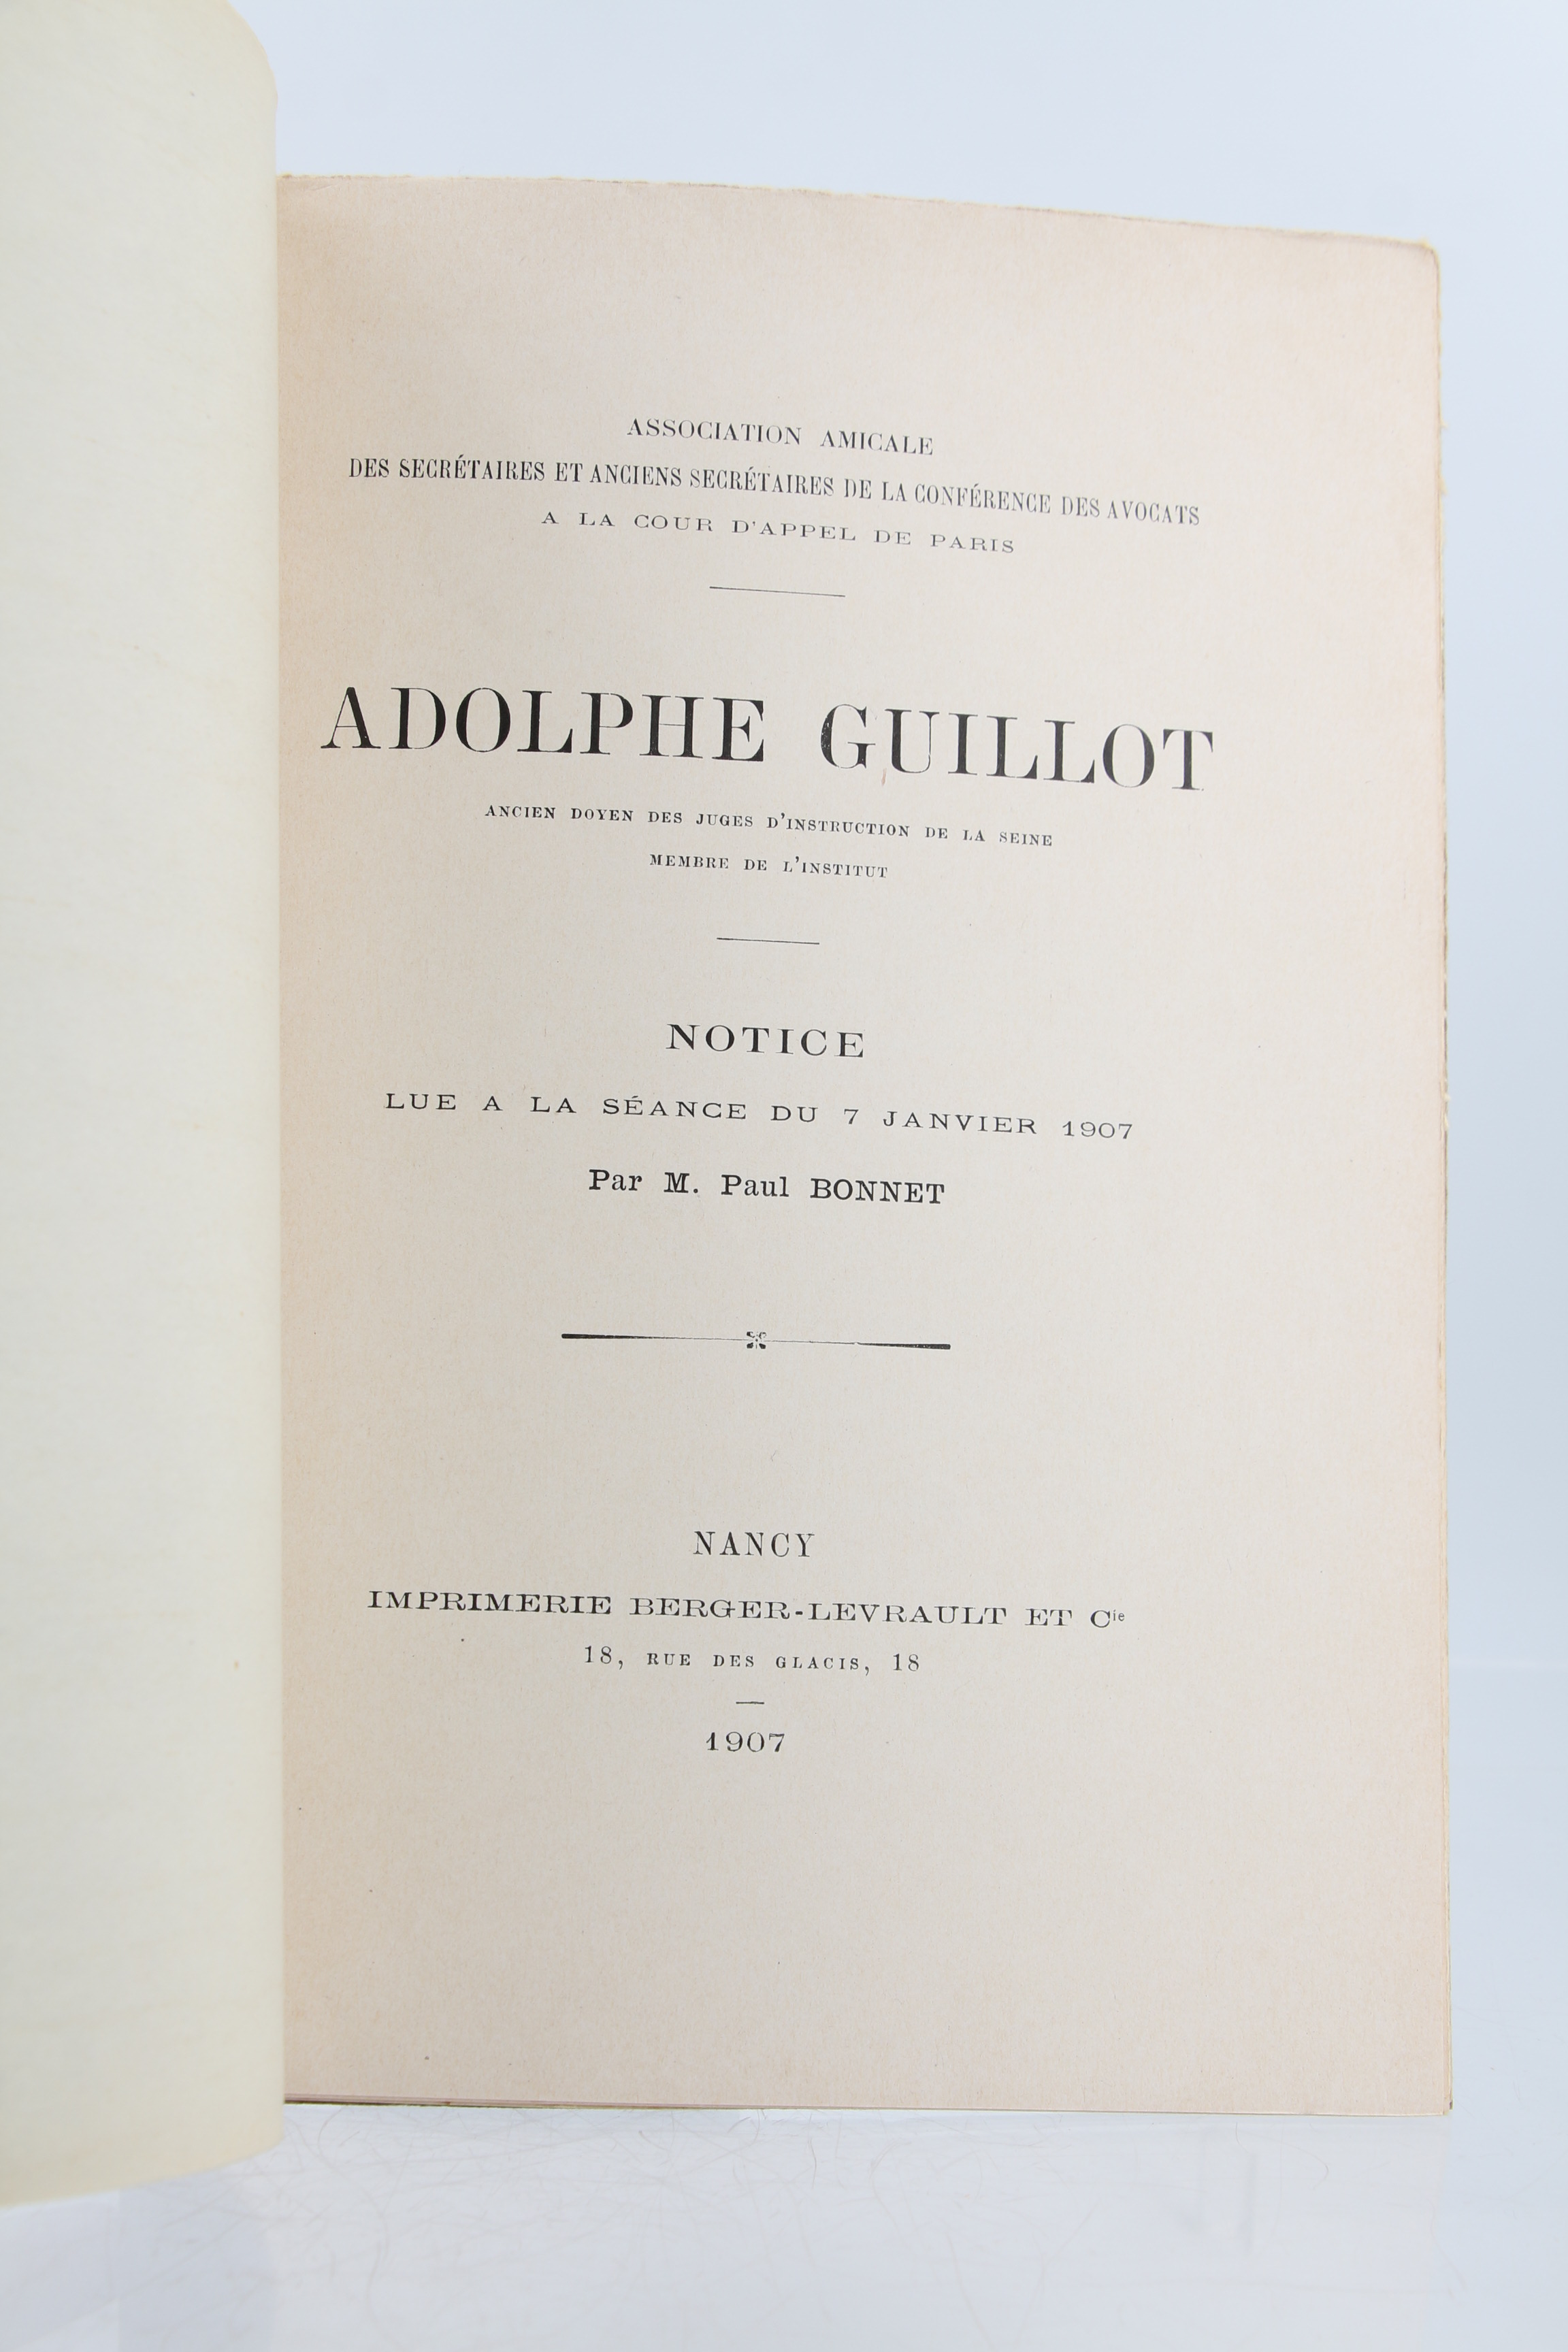 ASSOCIATION AMICALE
DES SECRÉTAIRES ET ANCIENS SECRÉTAIRES DE LA CONFÉRENCE DES AVOCATS
A LA COUR D'APPEL DE PARIS
ADOLPHE GUILLOT
ANCIEN DOYEN DES JUGES D'INSTRUCTION DE LA SEINE
MEMBRE DE L'INSTITUT
NOTICE
LUE A LA SÉANCE DU 7 JANVIER 1907
Par M. Paul BONNET
NANCY
IMPRIMERIE BERGER-LEVRAULT ET Cie
18, RUE DES GLACIS, 18
1907